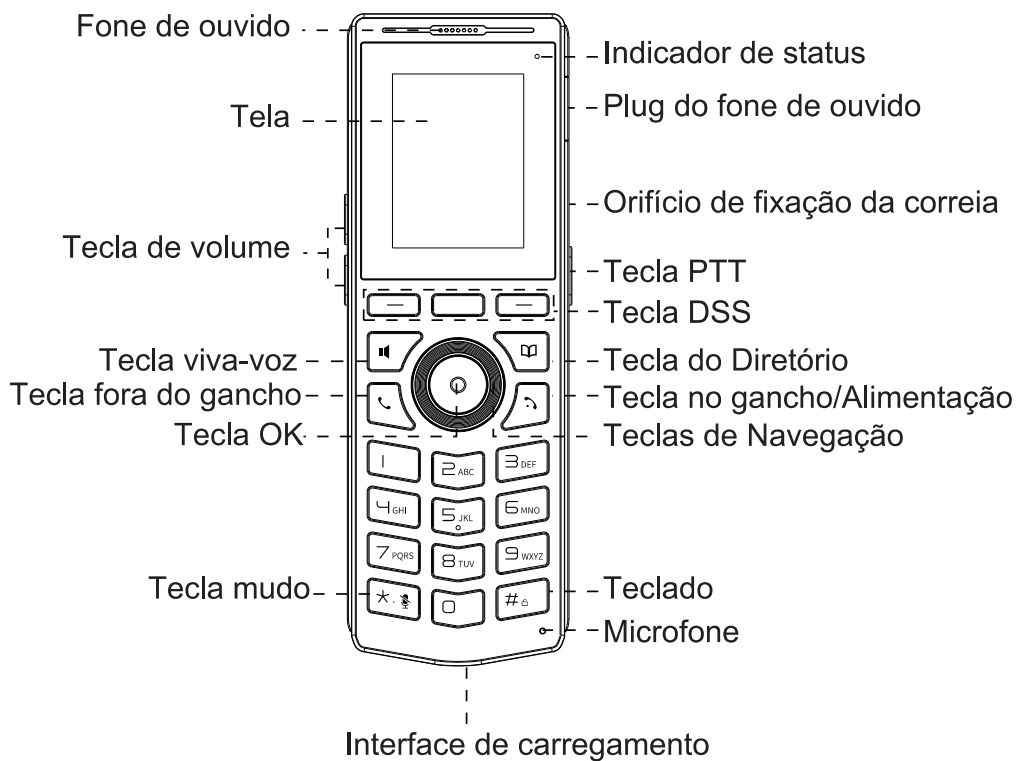 Fone de ouvido
Indicador de status
Tela
Plug do fone de ouvido
Orifício de fixação da correia
Tecla de volume
Tecla PTT
Tecla DSS
Tecla viva-voz
Tecla do Diretório
Tecla fora do gancho
Tecla no gancho/Alimentação
Tecla OK
Teclas de Navegação
1 2 ABC 3 DEF
4 GHI 5 JKL 6 MNO
7 PQRS 8 TUV 9 WXYZ
Tecla mudo
* . 0 #
Teclado
Microfone
Interface de carregamento